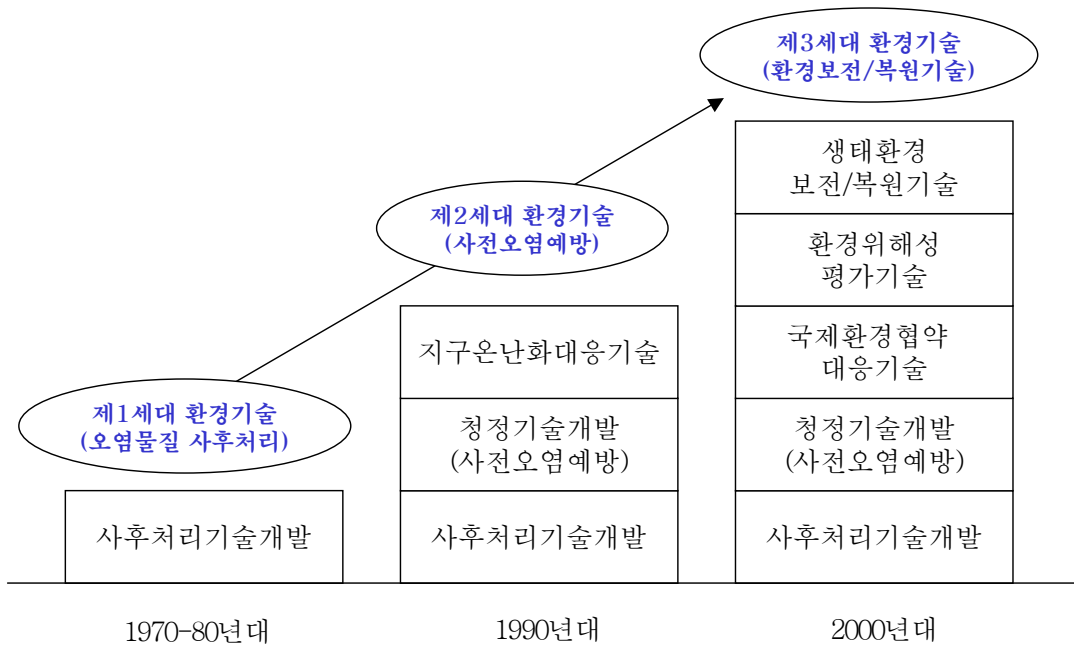 제3세대 환경기술
(환경보전/복원기술)
생태환경
보전/복원기술
제2세대 환경기술
(사전오염예방)
환경위해성
평가기술
지구온난화대응기술
국제환경협약
대응기술
제1세대 환경기술
(오염물질 사후처리)
청정기술개발
(사전오염예방)
청정기술개발
(사전오염예방)
사후처리기술개발
사후처리기술개발
사후처리기술개발
1970-80년대
1990년대
2000년대